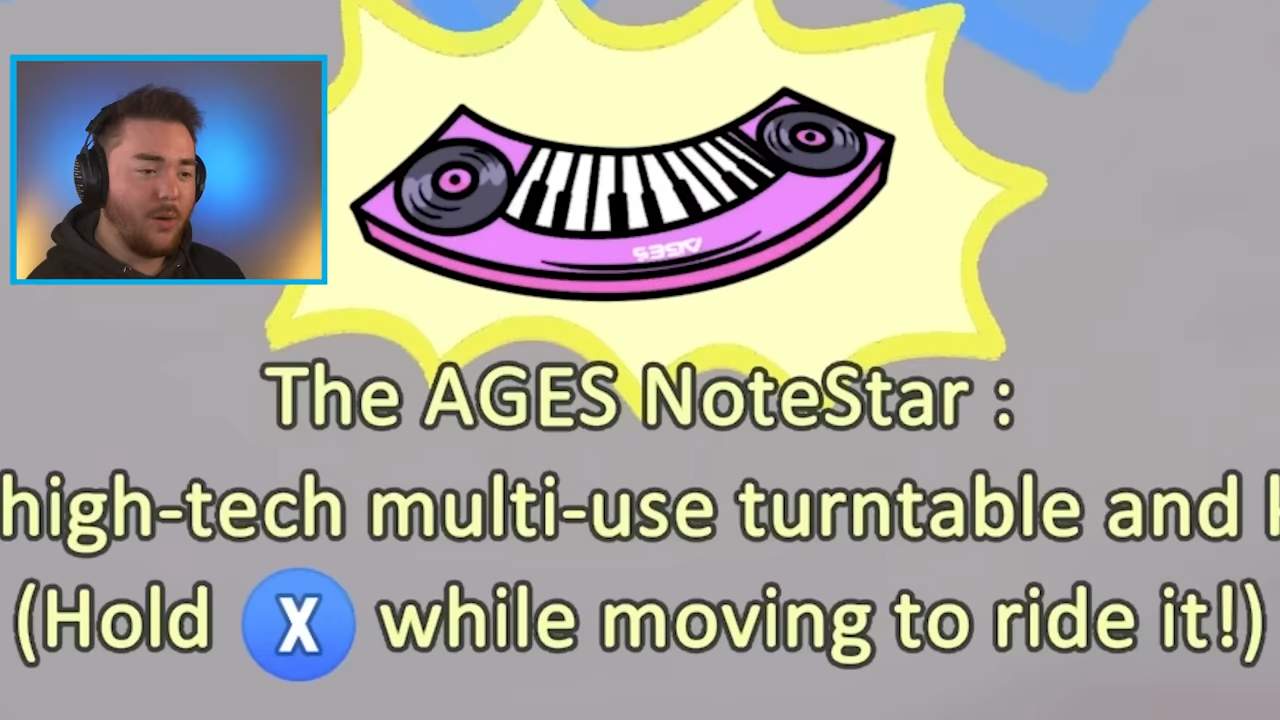 AGES
The AGES NoteStar :
high-tech multi-use turntable and
(Hold X while moving to ride it!)